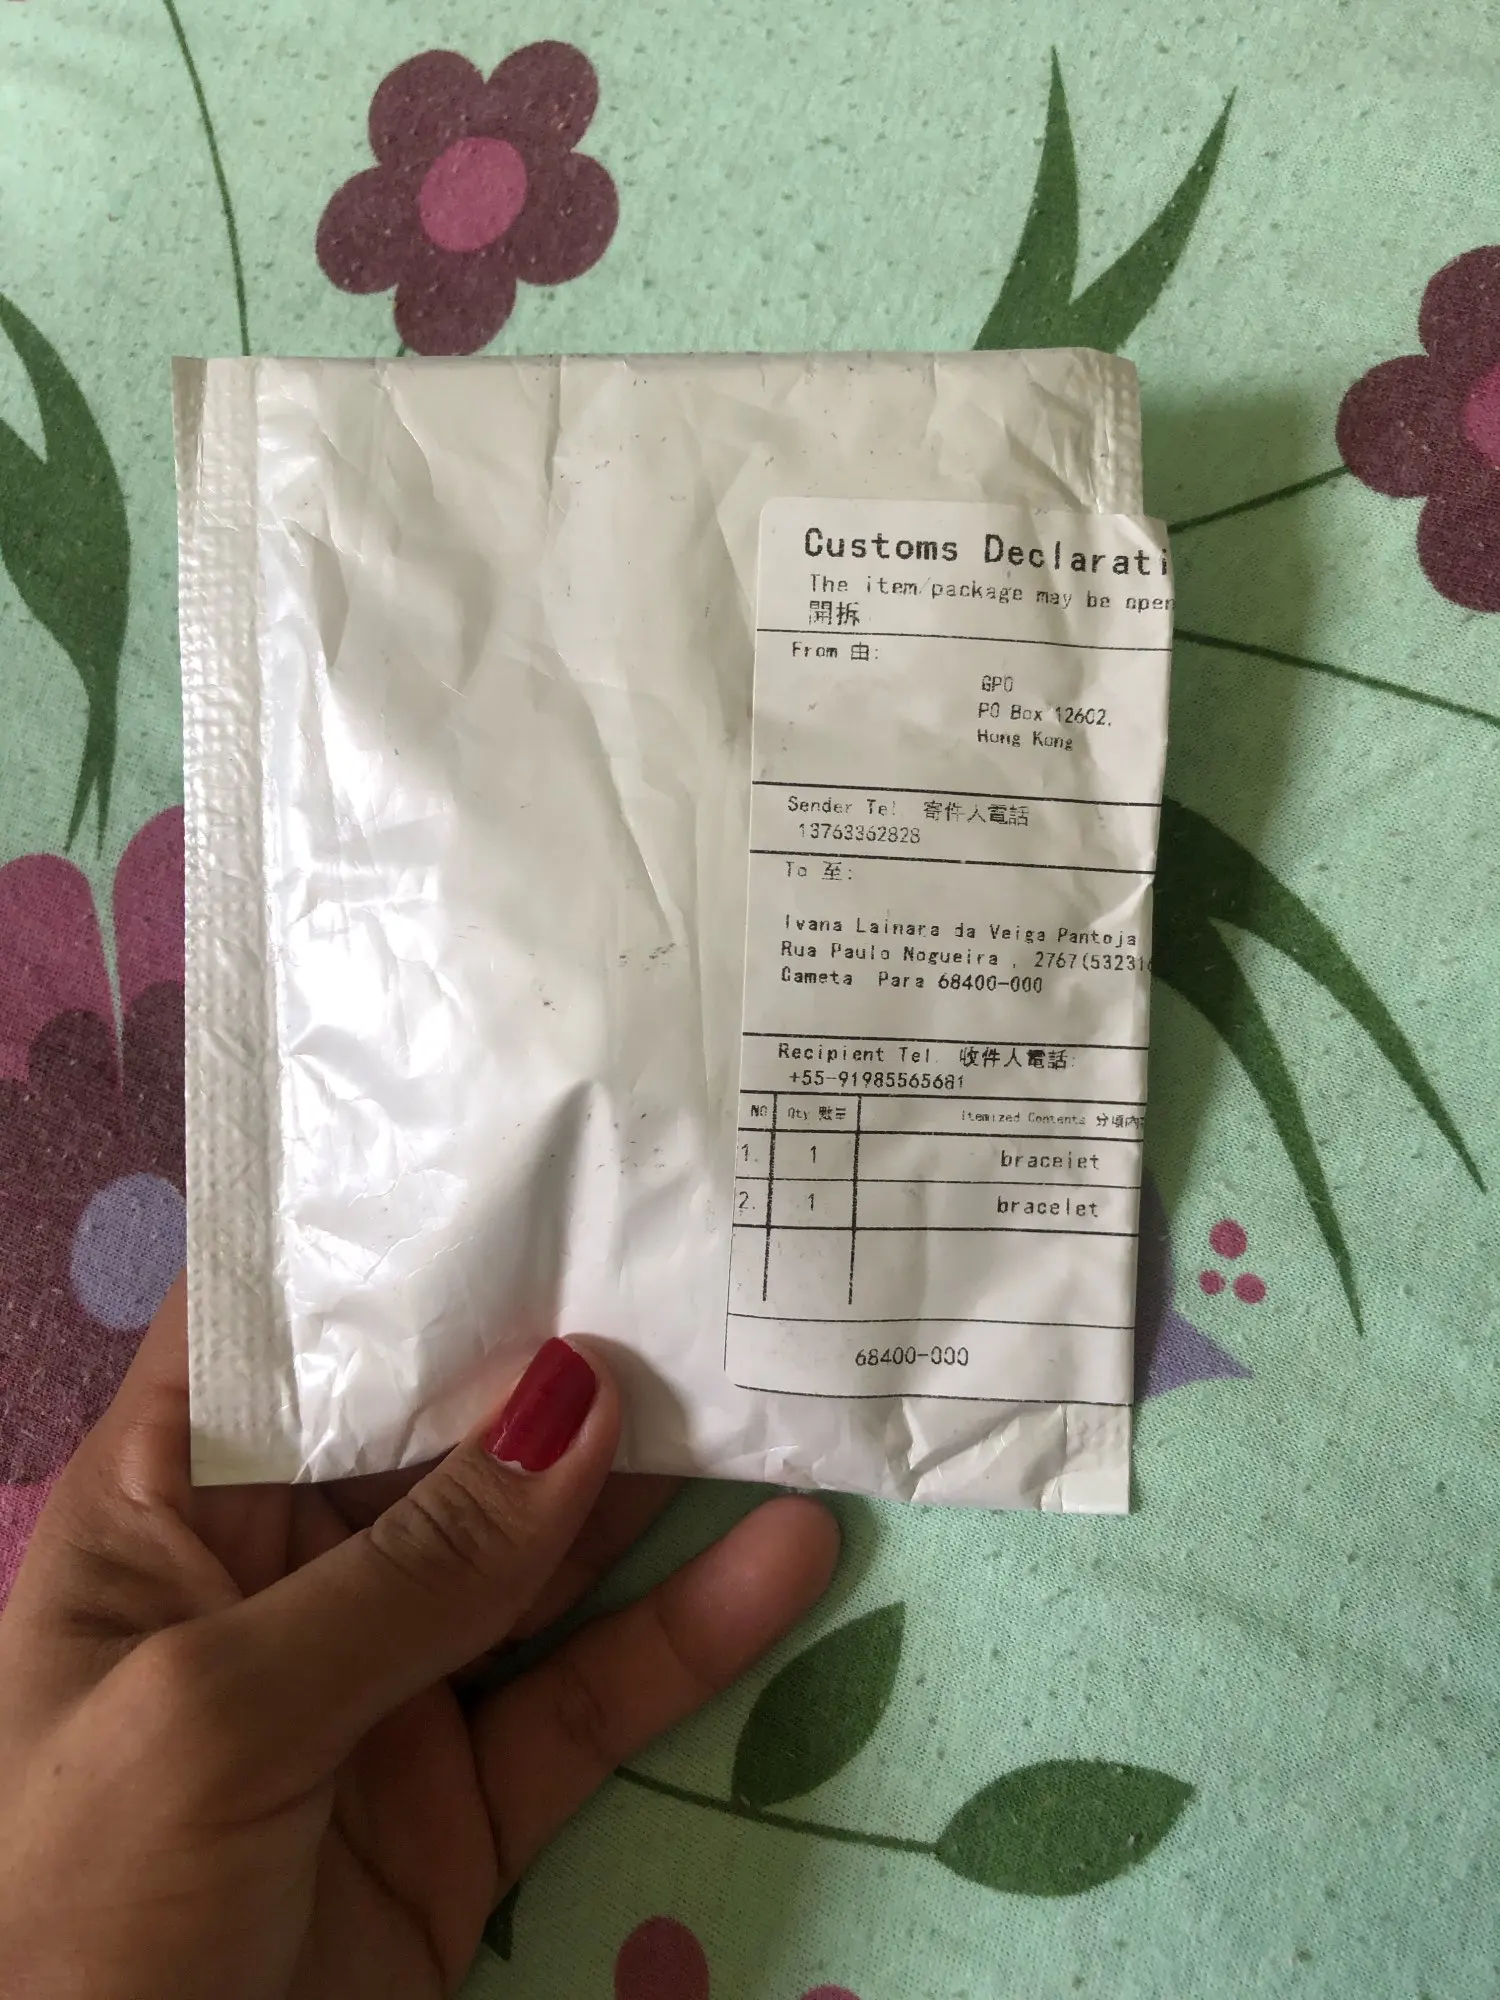 Customs Declarati
The item/package may be open
開拆
From 由:
GPO
PO Box 12602,
Hong Kong
Sender Tel. 寄件人電話
13763362828
To 至:
Ivana Lainara da Veiga Pantoja
Rua Paulo Nogueira , 2767(53231
Cameta Para 68400-000
Recipient Tel. 收件人電話:
+55-91985565681
NO Qty 數量 Itemized Contents 分項內
1. 1 bracelet
2. 1 bracelet
68400-000